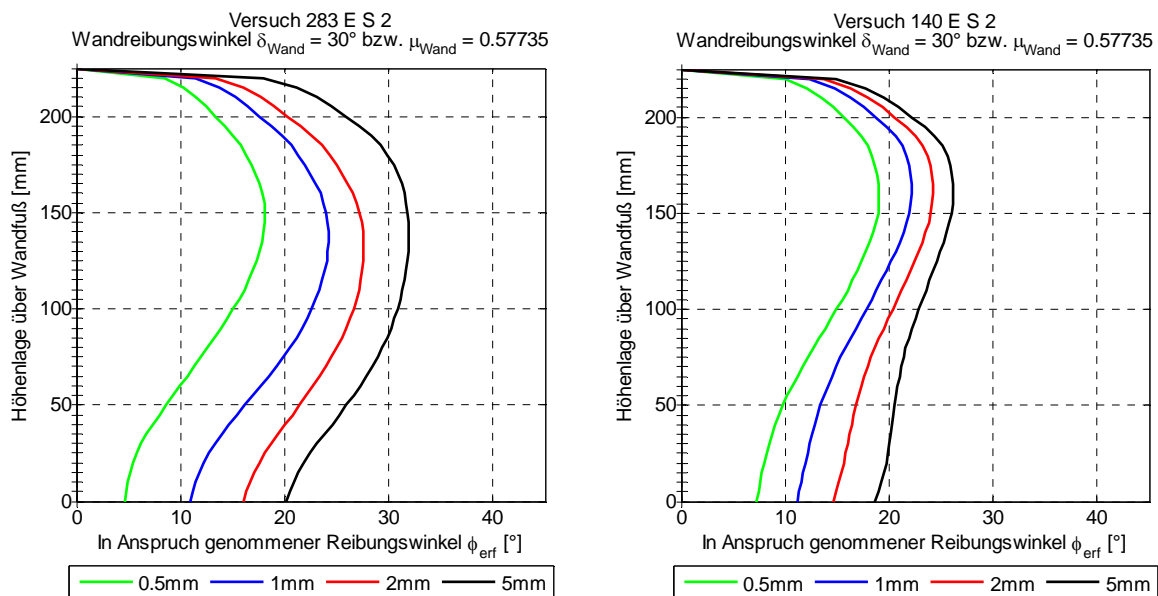 Versuch 283 E S 2
Wandreibungswinkel δWand = 30° bzw. μWand = 0.57735
200
150
100
50
0
Höhenlage über Wandfuß [mm]
0 10 20 30 40
In Anspruch genommener Reibungswinkel ϕerf [°]
0.5mm 1mm 2mm 5mm
Versuch 140 E S 2
Wandreibungswinkel δWand = 30° bzw. μWand = 0.57735
200
150
100
50
0
Höhenlage über Wandfuß [mm]
0 10 20 30 40
In Anspruch genommener Reibungswinkel ϕerf [°]
0.5mm 1mm 2mm 5mm